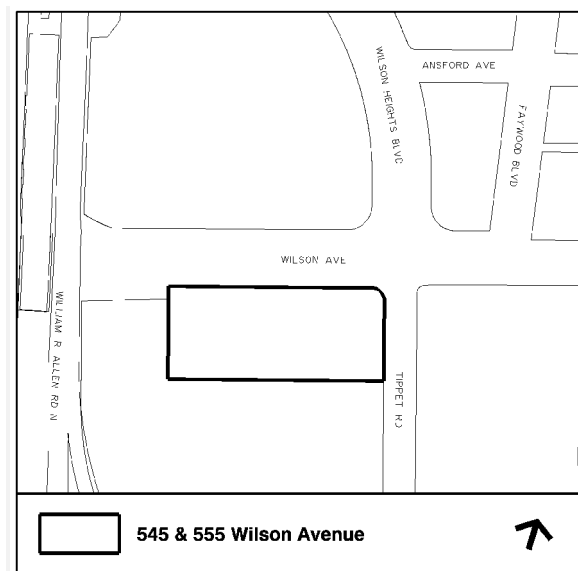 ANSFORD AVE
WILSON HEIGHTS BLVD
FAYWOOD BLVD
WILSON AVE
WILLIAM R ALLEN RD N
TIPPET RD
545 & 555 Wilson Avenue